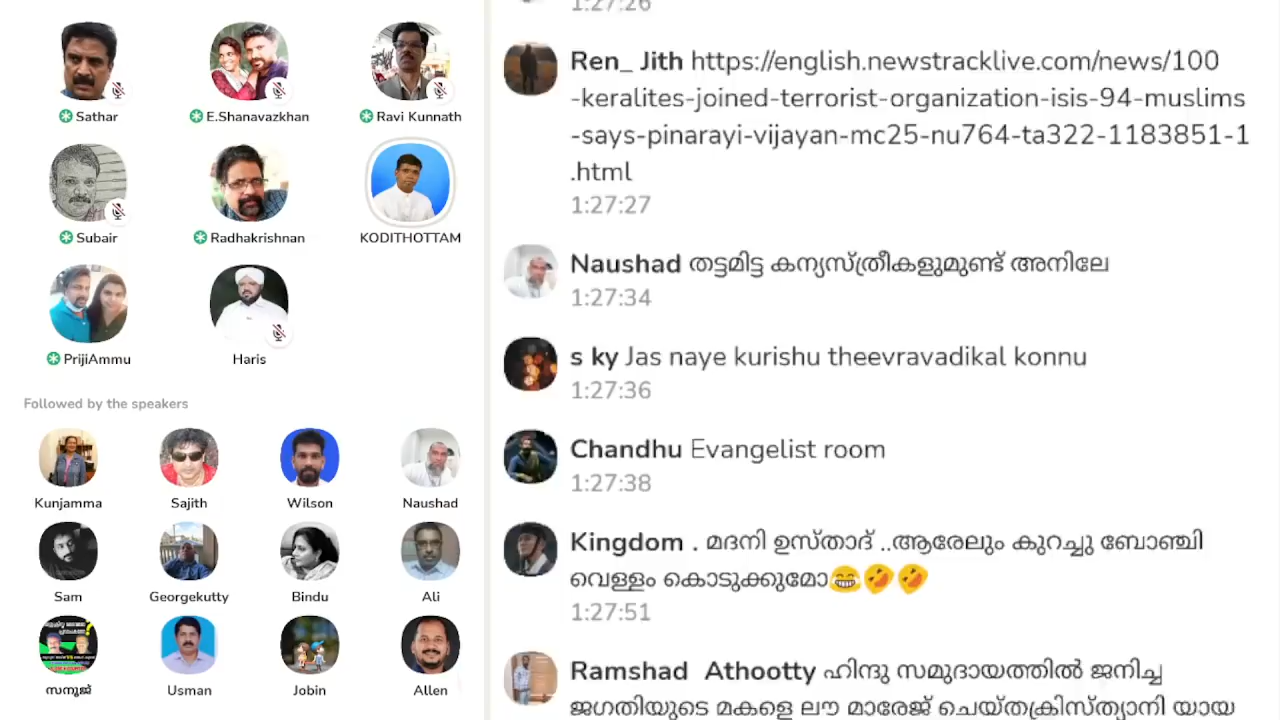 Sathar
E.Shanavazkhan
Ravi Kunnath
Subair
Radhakrishnan
KODITHOTTAM
PrijiAmmu
Haris
Followed by the speakers
Kunjamma
Sajith
Wilson
Naushad
Sam
Georgekutty
Bindu
Ali
സനൂജ്
Usman
Jobin
Allen
1:27:26
Ren_ Jith https://english.newstracklive.com/news/100
-keralites-joined-terrorist-organization-isis-94-muslims
-says-pinarayi-vijayan-mc25-nu764-ta322-1183851-1
.html
1:27:27
Naushad തട്ടമിട്ട കന്യസ്ത്രീകളുമുണ്ട് അനിലേ
1:27:34
s ky Jas naye kurishu theevravadikal konnu
1:27:36
Chandhu Evangelist room
1:27:38
Kingdom . മദനി ഉസ്താദ് ..ആരേലും കുറച്ചു ബോഞ്ചി
വെള്ളം കൊടുക്കുമോ😂🤣🤣
1:27:51
Ramshad Athootty ഹിന്ദു സമുദായത്തിൽ ജനിച്ച
ജഗതിയുടെ മകളെ ലൗ മാരേജ് ചെയ്തക്രിസ്ത്യാനി യായ